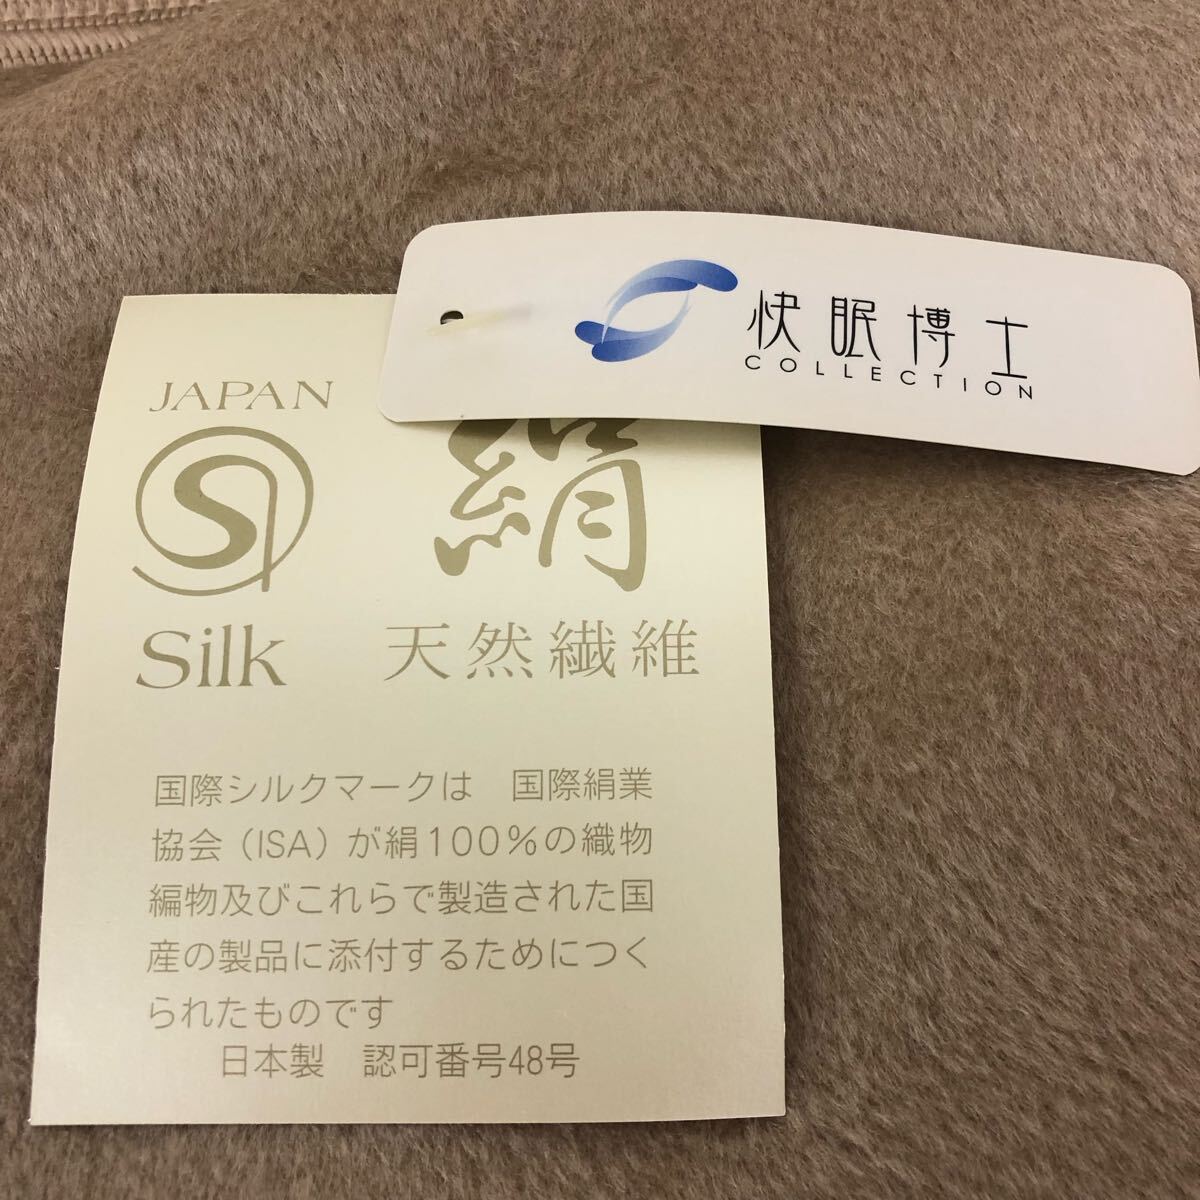 快眠博士
COLLECTION
JAPAN
絹
Silk
天然繊維
国際シルクマークは　国際絹業
協会（ISA）が絹100％の織物
編物及びこれらで製造された国
産の製品に添付するためにつく
られたものです
日本製　認可番号48号